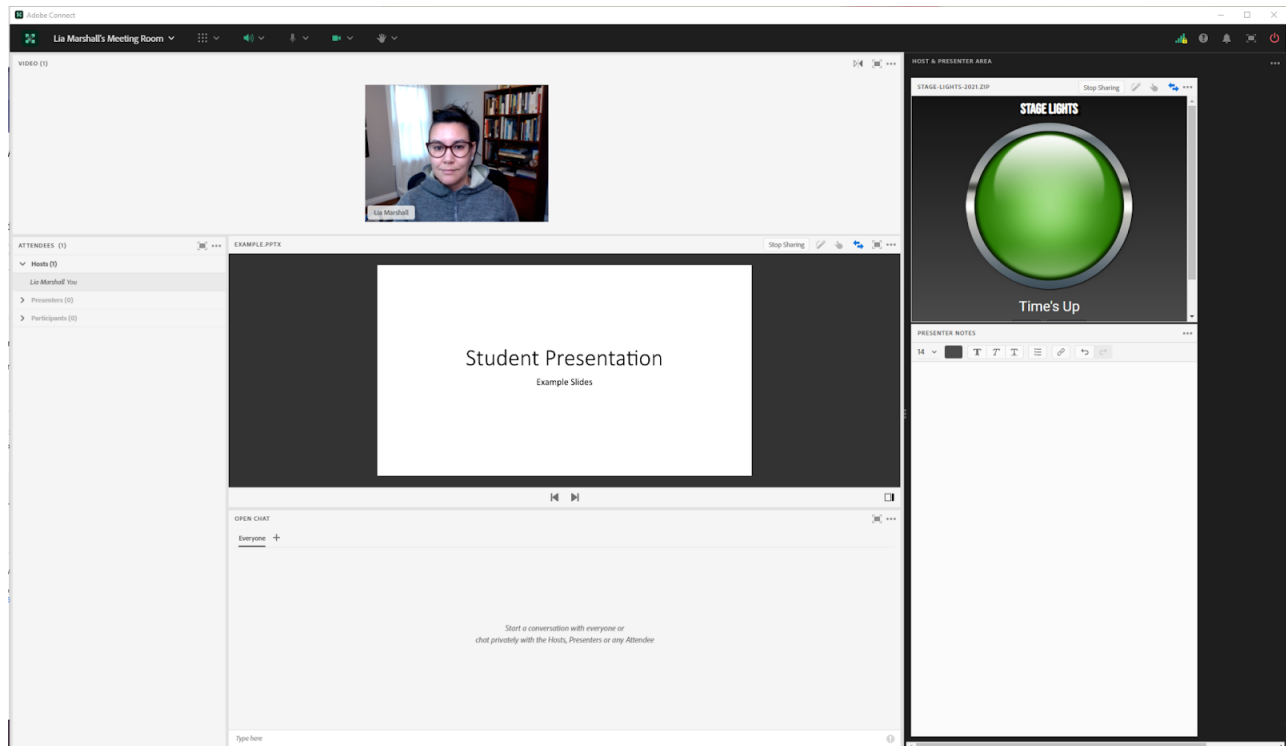 Adobe Connect
Lia Marshall's Meeting Room
VIDEO (1)
Lia Marshall
ATTENDEES (1)
Hosts (1)
Lia Marshall You
Presenters (0)
Participants (0)
EXAMPLE.PPTX
Stop Sharing
Student Presentation
Example Slides
OPEN CHAT
Everyone
Start a conversation with everyone or
chat privately with the Hosts, Presenters or any Attendee
Type here
HOST & PRESENTER AREA
STAGE-LIGHTS-2021.ZIP
Stop Sharing
STAGE LIGHTS
Time's Up
PRESENTER NOTES
14
T T T